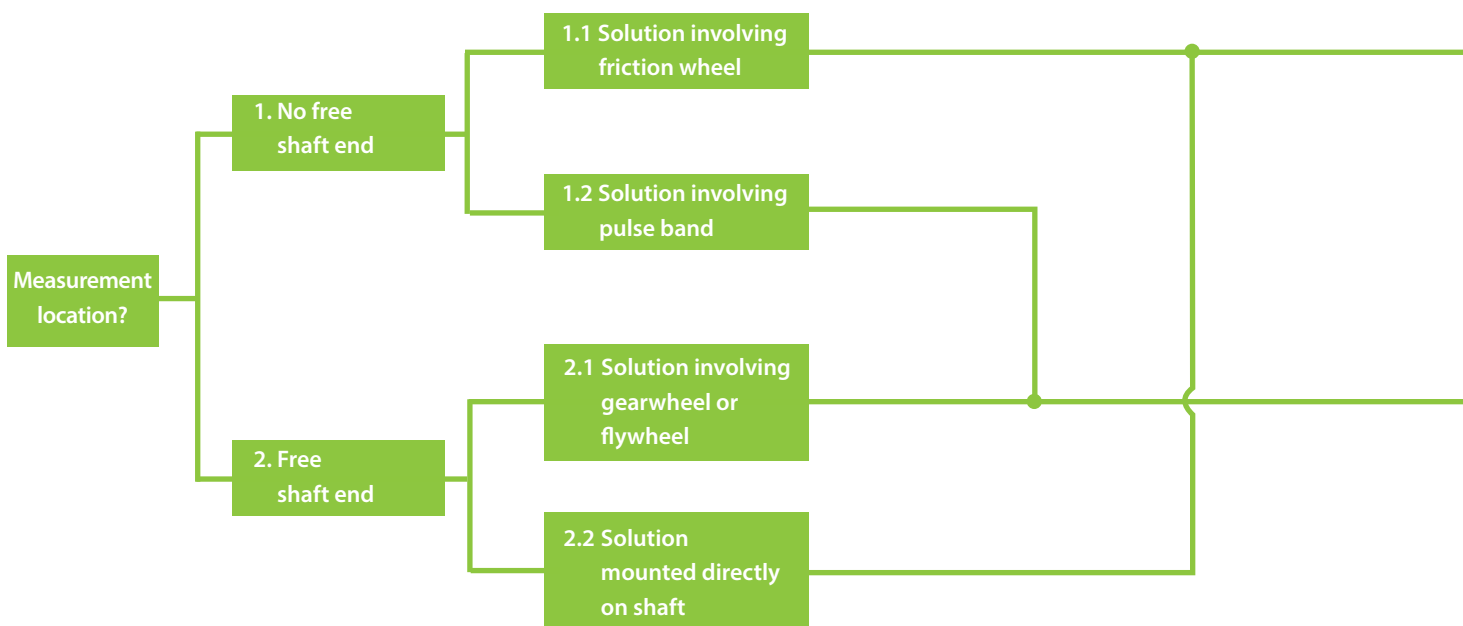 Measurement
location?
1. No free
shaft end
2. Free
shaft end
1.1 Solution involving
friction wheel
1.2 Solution involving
pulse band
2.1 Solution involving
gearwheel or
flywheel
2.2 Solution
mounted directly
on shaft